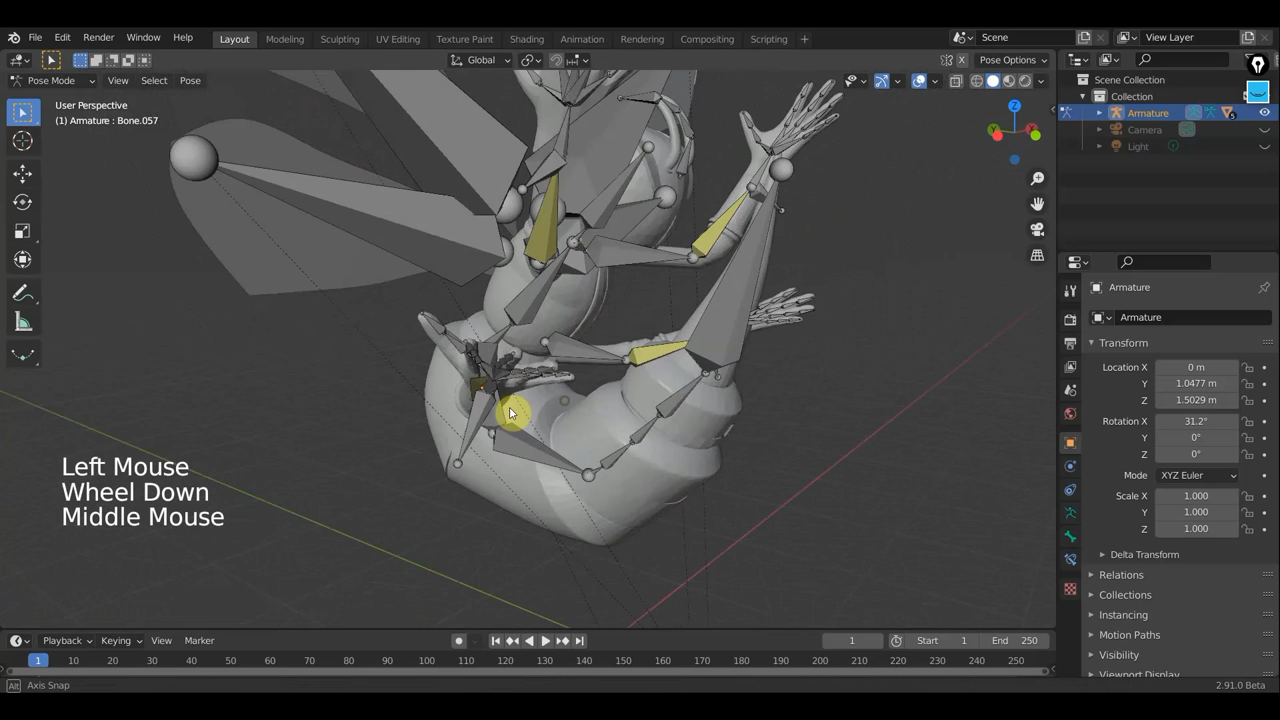 File Edit Render Window Help Layout Modeling Sculpting UV Editing Texture Paint Shading Animation Rendering Compositing Scripting + Scene View Layer
Global Pose Options
Pose Mode View Select Pose
User Perspective
(1) Armature : Bone.057
Z
Scene Collection
Collection
Armature
Camera
Light
Armature
Armature
Transform
Location X 0 m
Y 1.0477 m
Z 1.5029 m
Rotation X 31.2°
Y 0°
Z 0°
Mode XYZ Euler
Scale X 1.000
Y 1.000
Z 1.000
Delta Transform
Relations
Collections
Instancing
Motion Paths
Visibility
Viewport Display
Left Mouse
Wheel Down
Middle Mouse
Playback Keying View Marker 1 Start 1 End 250
1 10 20 30 40 50 60 70 80 90 100 110 120 130 140 150 160 170 180 190 200 210 220 230 240 250
Alt Axis Snap 2.91.0 Beta